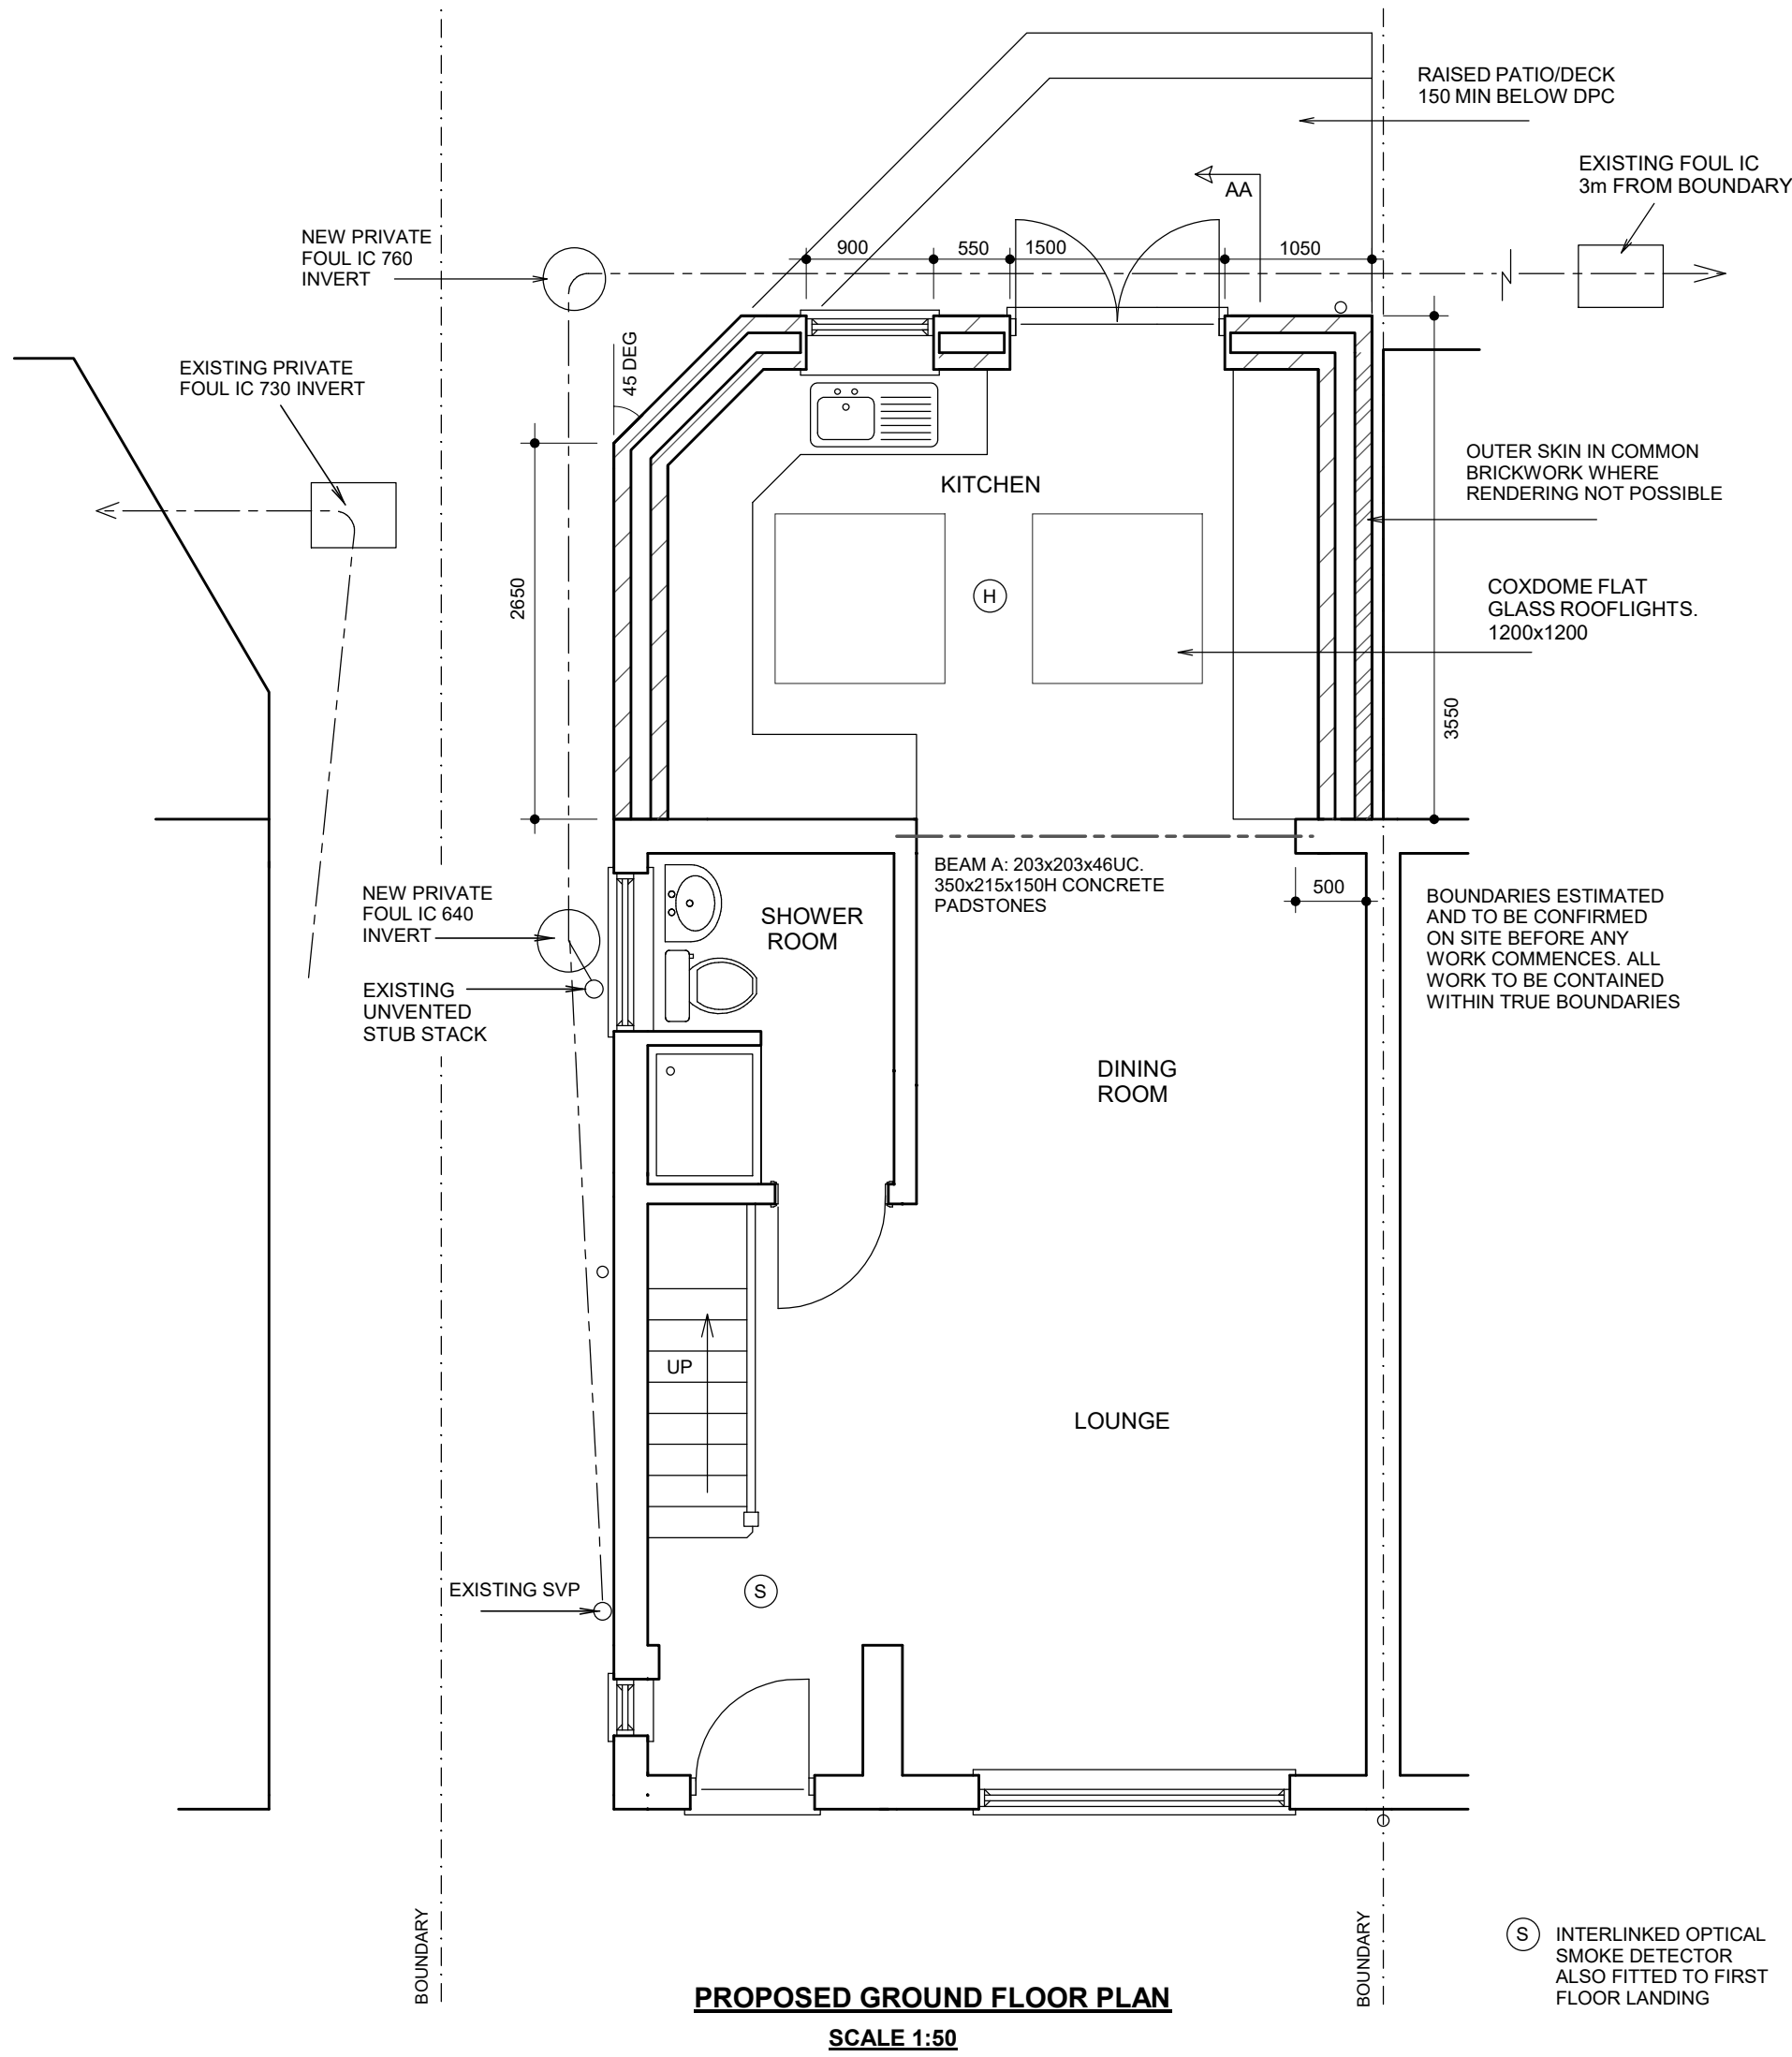 RAISED PATIO/DECK
150 MIN BELOW DPC
EXISTING FOUL IC
3m FROM BOUNDARY
AA
NEW PRIVATE
FOUL IC 760
INVERT
900
550
1500
1050
EXISTING PRIVATE
FOUL IC 730 INVERT
45 DEG
KITCHEN
OUTER SKIN IN COMMON
BRICKWORK WHERE
RENDERING NOT POSSIBLE
2650
H
COXDOME FLAT
GLASS ROOFLIGHTS.
1200x1200
3550
BEAM A: 203x203x46UC.
350x215x150H CONCRETE
PADSTONES
500
NEW PRIVATE
FOUL IC 640
INVERT
SHOWER
ROOM
BOUNDARIES ESTIMATED
AND TO BE CONFIRMED
ON SITE BEFORE ANY
WORK COMMENCES. ALL
WORK TO BE CONTAINED
WITHIN TRUE BOUNDARIES
EXISTING
UNVENTED
STUB STACK
DINING
ROOM
UP
LOUNGE
EXISTING SVP
S
BOUNDARY
BOUNDARY
S
INTERLINKED OPTICAL
SMOKE DETECTOR
ALSO FITTED TO FIRST
FLOOR LANDING
PROPOSED GROUND FLOOR PLAN
SCALE 1:50